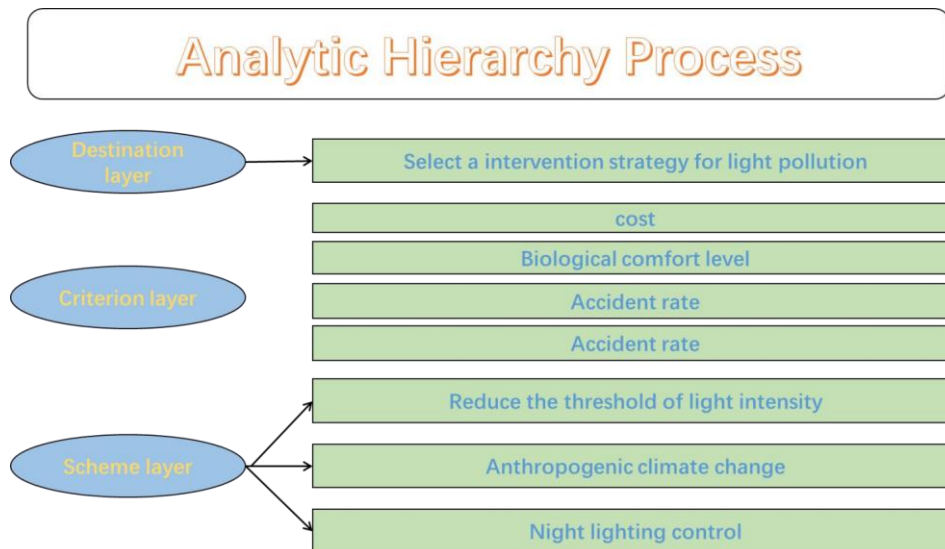 Analytic Hierarchy Process
Destination
layer
Select a intervention strategy for light pollution
cost
Biological comfort level
Criterion layer
Accident rate
Accident rate
Reduce the threshold of light intensity
Scheme layer
Anthropogenic climate change
Night lighting control